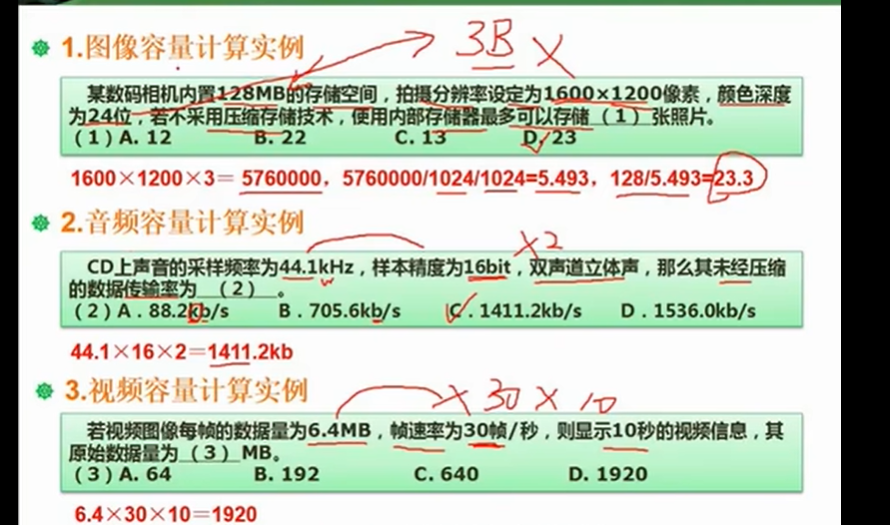 1.图像容量计算实例
3B ×
某数码相机内置128MB的存储空间，拍摄分辨率设定为1600×1200像素，颜色深度
为24位，若不采用压缩存储技术，使用内部存储器最多可以存储（1）张照片。
（1）A. 12 B. 22 C. 13 D. 23
1600×1200×3= 5760000，5760000/1024/1024=5.493，128/5.493=23.3
2.音频容量计算实例
×2
CD上声音的采样频率为44.1kHz，样本精度为16bit，双声道立体声，那么其未经压缩
的数据传输率为 （2） 。
（2）A . 88.2kb/s B . 705.6kb/s C . 1411.2kb/s D . 1536.0kb/s
44.1×16×2=1411.2kb
3.视频容量计算实例
×30×10
若视频图像每帧的数据量为6.4MB，帧速率为30帧/秒，则显示10秒的视频信息，其
原始数据量为（3）MB。
（3）A. 64 B. 192 C. 640 D. 1920
6.4×30×10=1920